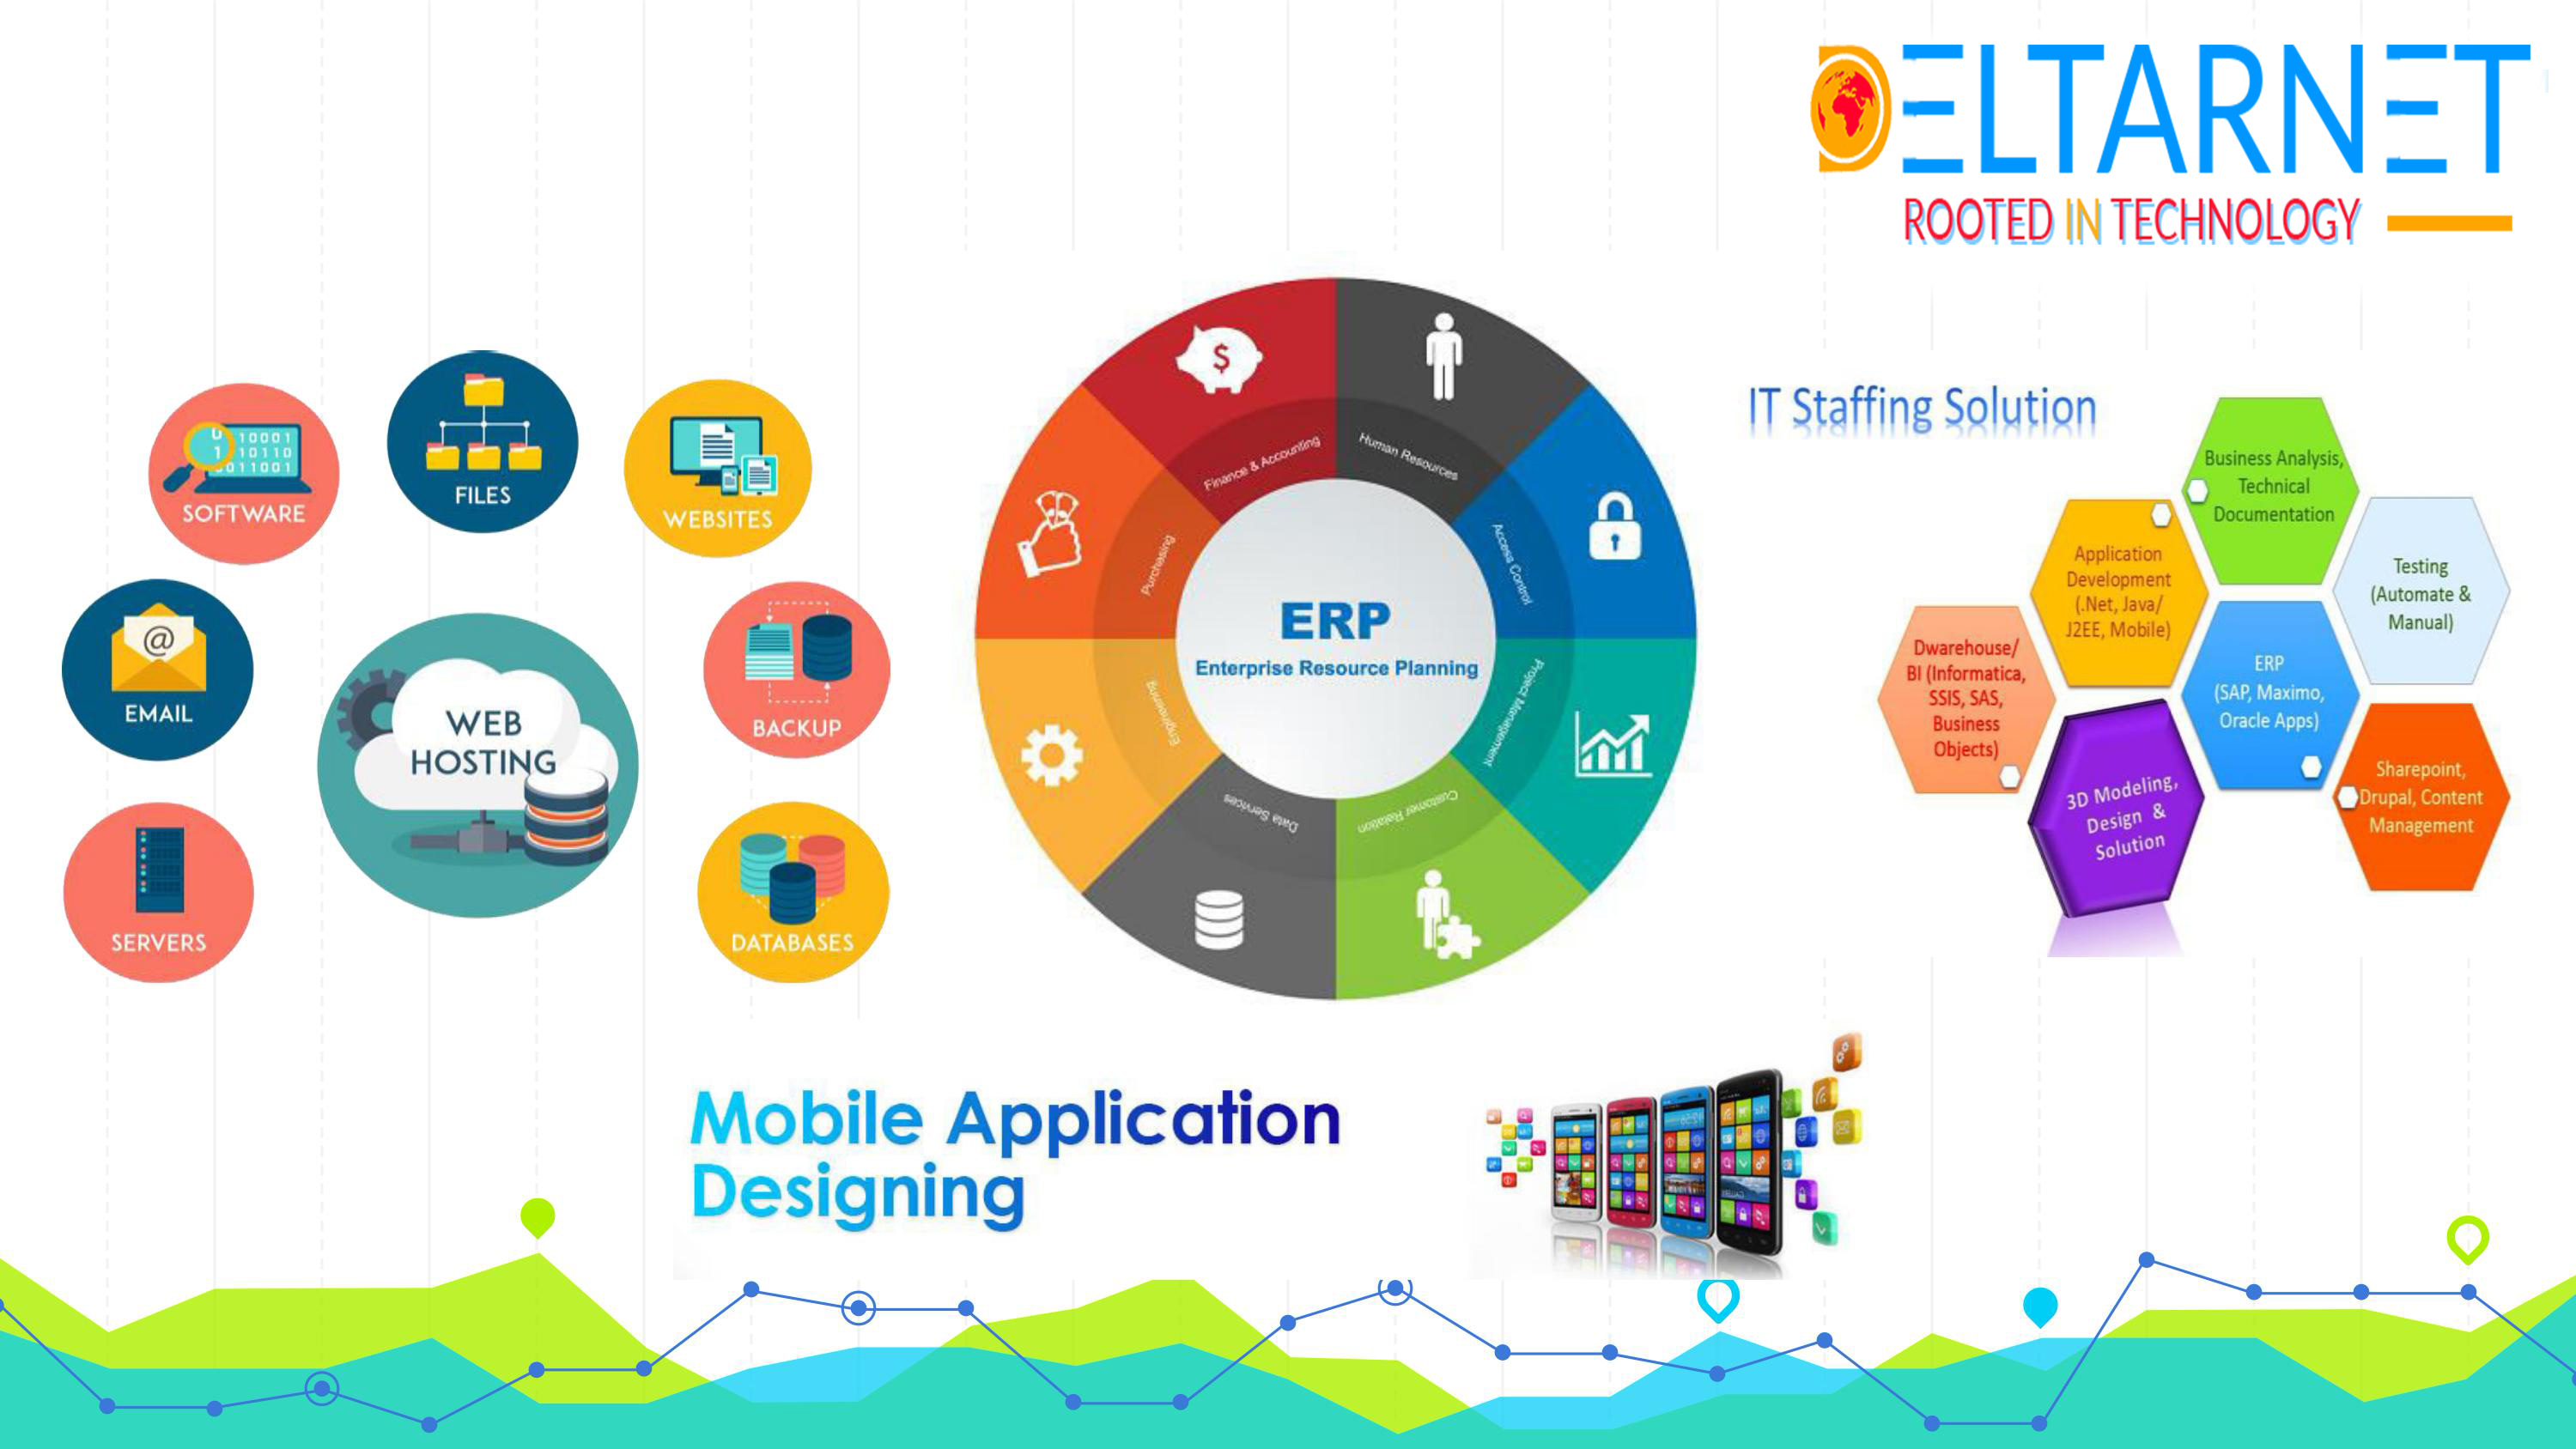 DELTARNET
ROOTED IN TECHNOLOGY
SOFTWARE
10001
10110
011001
FILES
WEBSITES
EMAIL
@
WEB
HOSTING
BACKUP
SERVERS
DATABASES
$
Finance & Accounting
Human Resources
Purchasing
Access Control
ERP
Enterprise Resource Planning
Engineering
Project Management
Data Services
Customer Relation
IT Staffing Solution
Business Analysis,
Technical
Documentation
Application
Development
(.Net, Java/
J2EE, Mobile)
Testing
(Automate &
Manual)
Dwarehouse/
BI (Informatica,
SSIS, SAS,
Business
Objects)
ERP
(SAP, Maximo,
Oracle Apps)
3D Modeling,
Design &
Solution
Sharepoint,
Drupal, Content
Management
Mobile Application
Designing